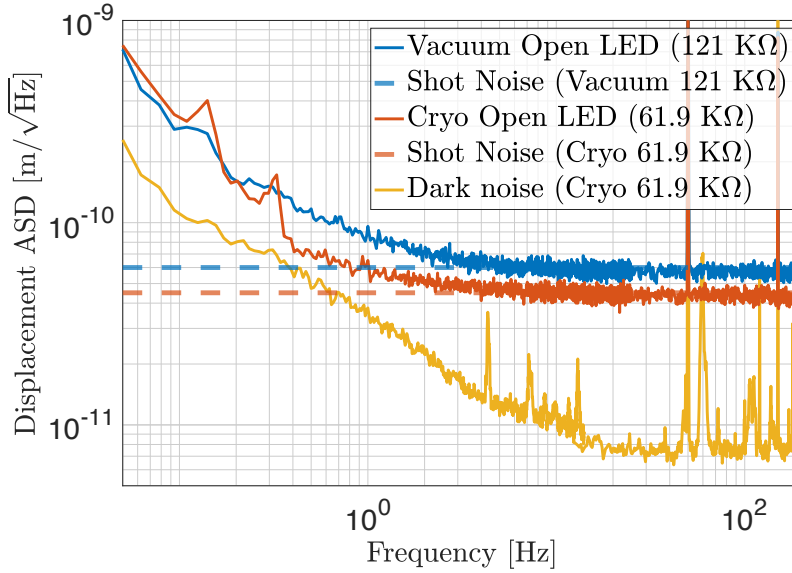 10^-9
Vacuum Open LED (121 KΩ)
Shot Noise (Vacuum 121 KΩ)
Cryo Open LED (61.9 KΩ)
Shot Noise (Cryo 61.9 KΩ)
Dark noise (Cryo 61.9 KΩ)
Displacement ASD [m/√Hz]
10^-10
10^-11
10^0
10^2
Frequency [Hz]